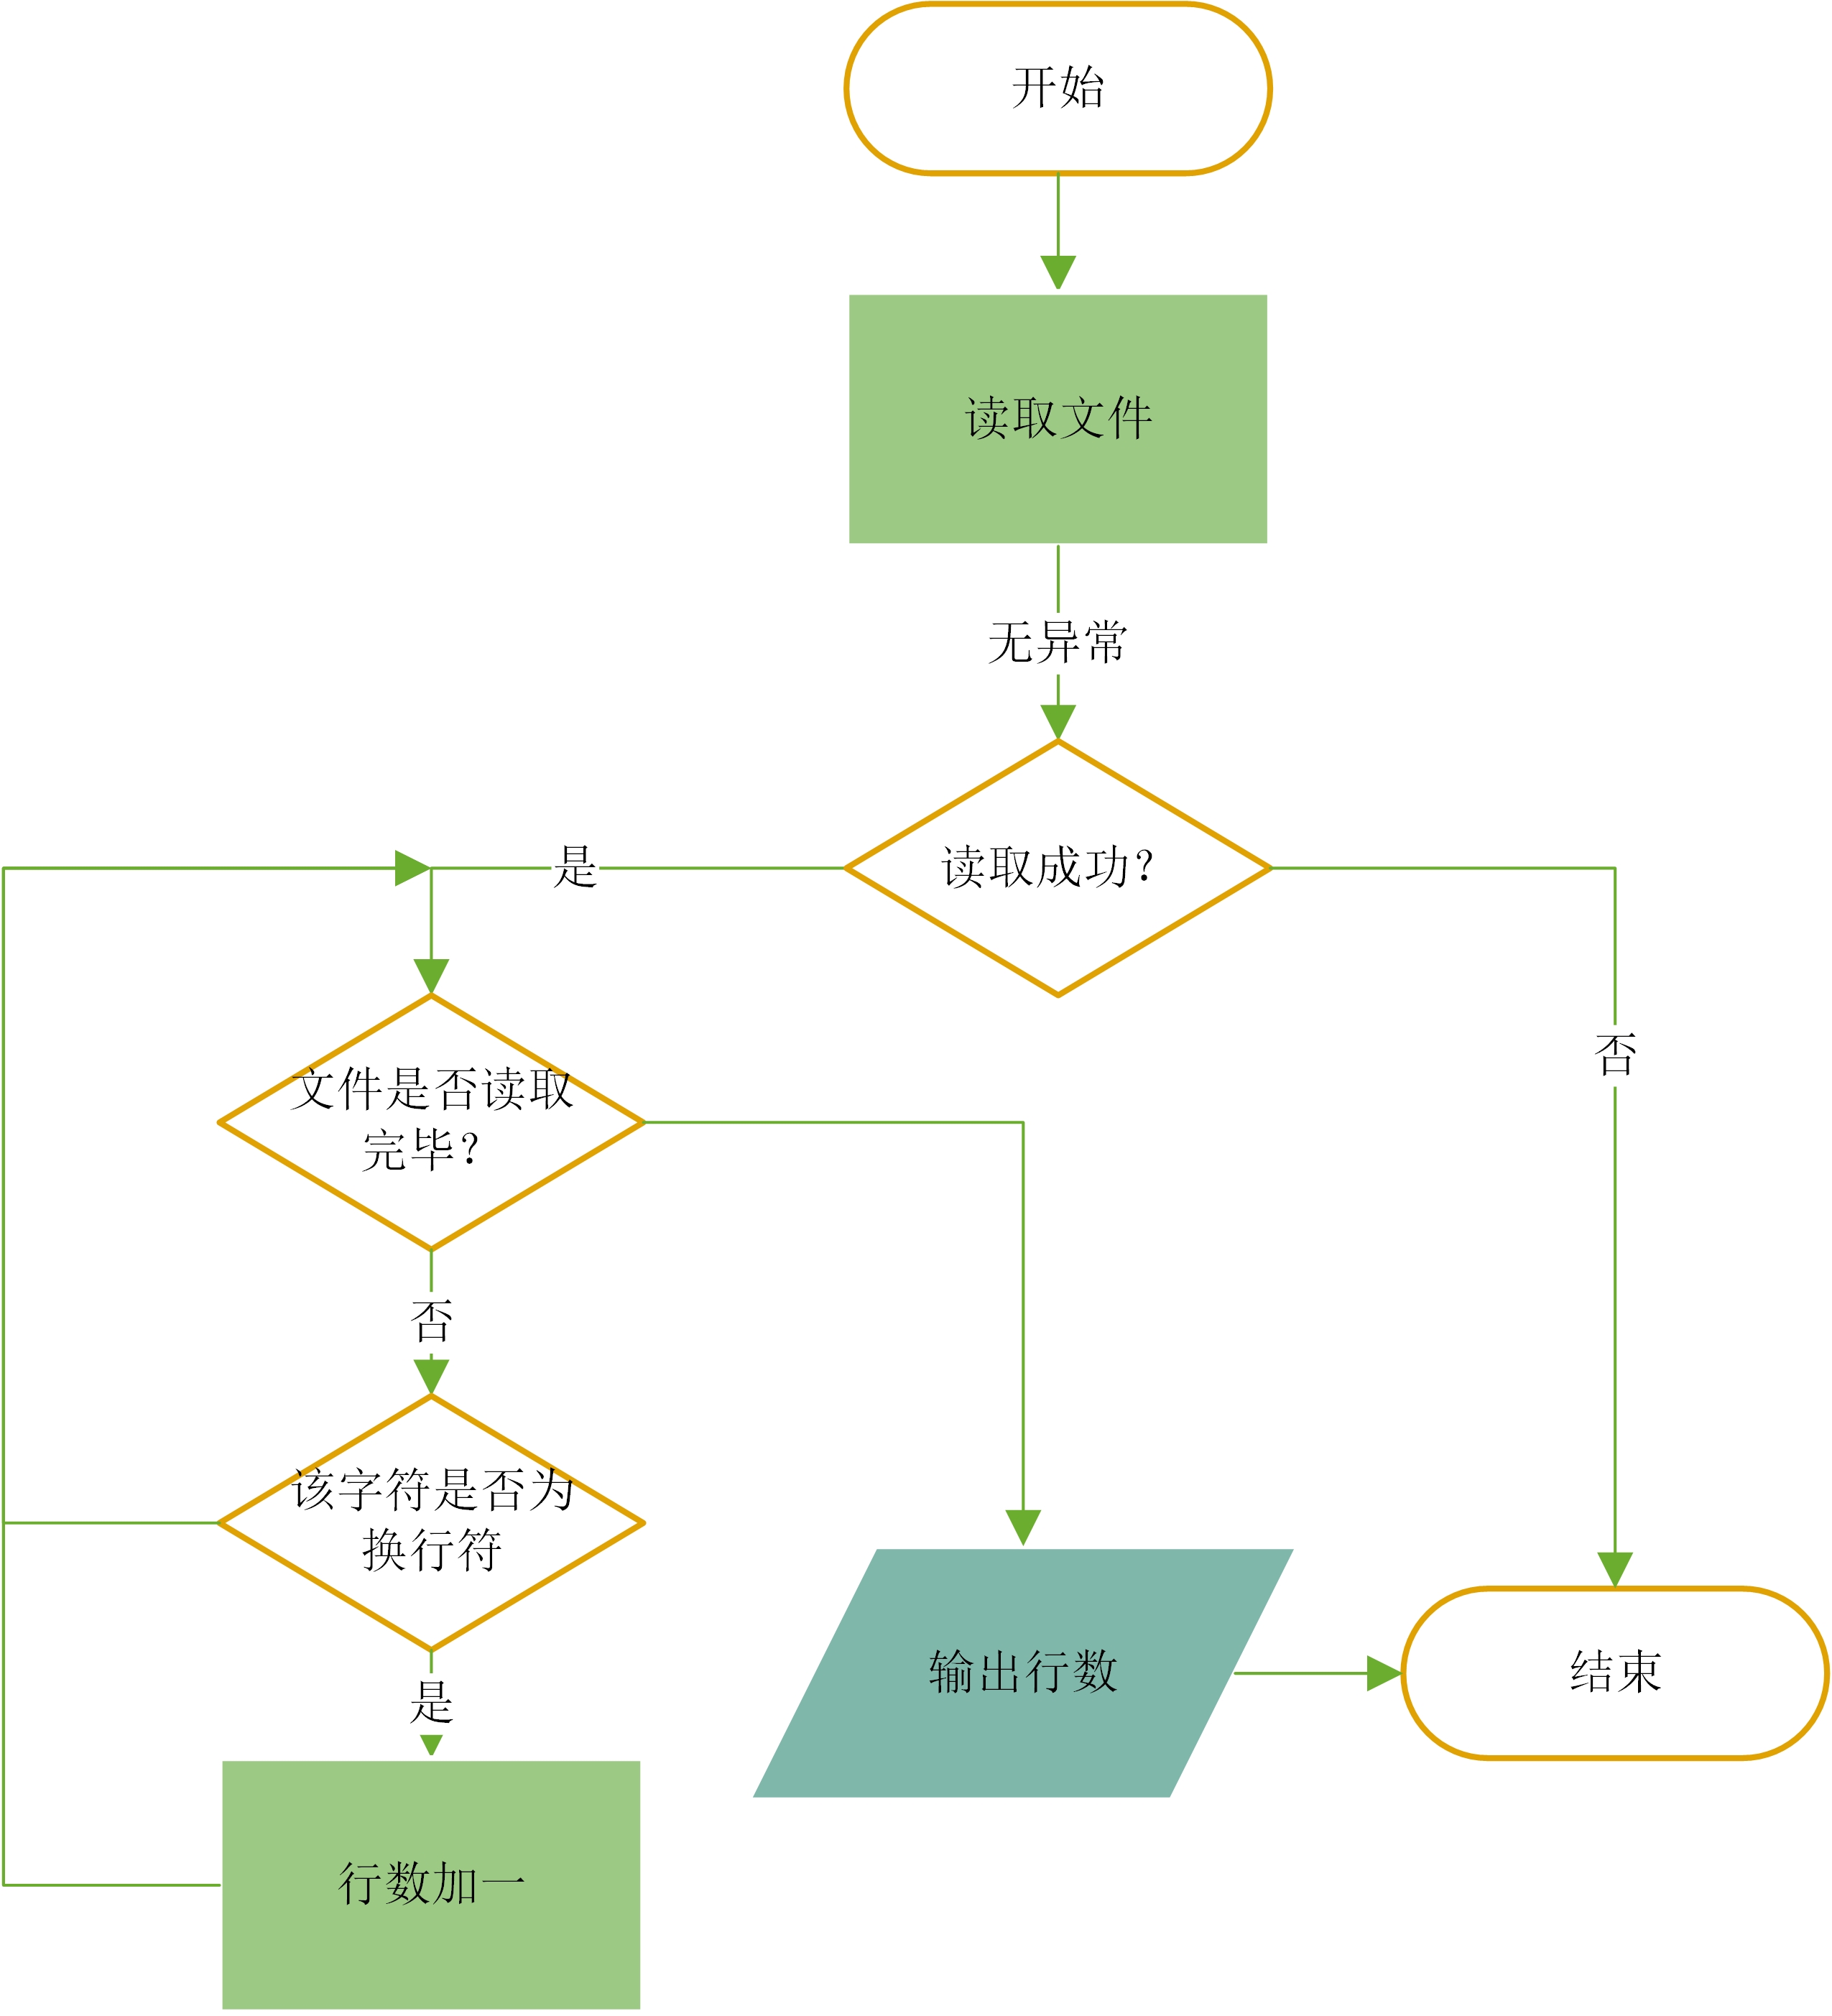 开始
读取文件
无异常
读取成功？
是
否
文件是否读取
完毕？
否
该字符是否为
换行符
是
输出行数
结束
行数加一